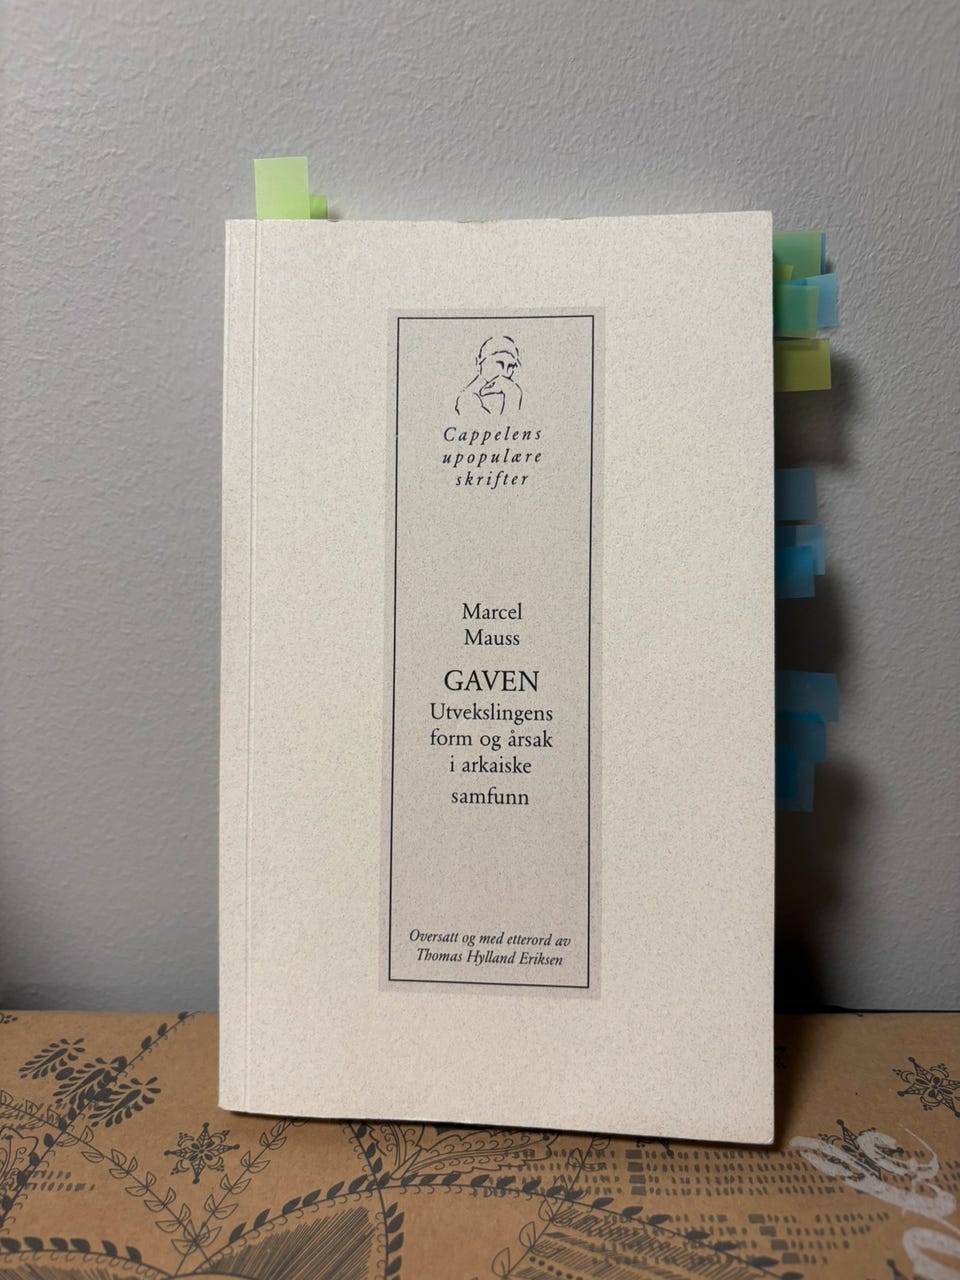 Cappelens
upopulære
skrifter
Marcel
Mauss
GAVEN
Utvekslingens
form og årsak
i arkaiske
samfunn
Oversatt og med etterord av
Thomas Hylland Eriksen